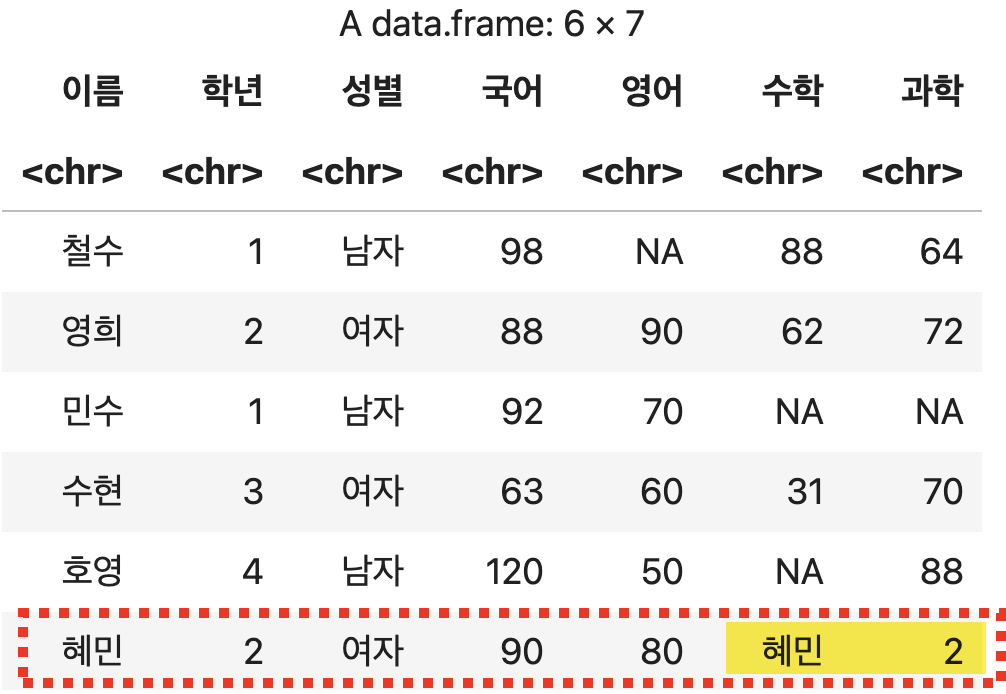 A data.frame: 6 × 7
이름 학년 성별 국어 영어 수학 과학
<chr> <chr> <chr> <chr> <chr> <chr> <chr>
철수 1 남자 98 NA 88 64
영희 2 여자 88 90 62 72
민수 1 남자 92 70 NA NA
수현 3 여자 63 60 31 70
호영 4 남자 120 50 NA 88
혜민 2 여자 90 80 혜민 2